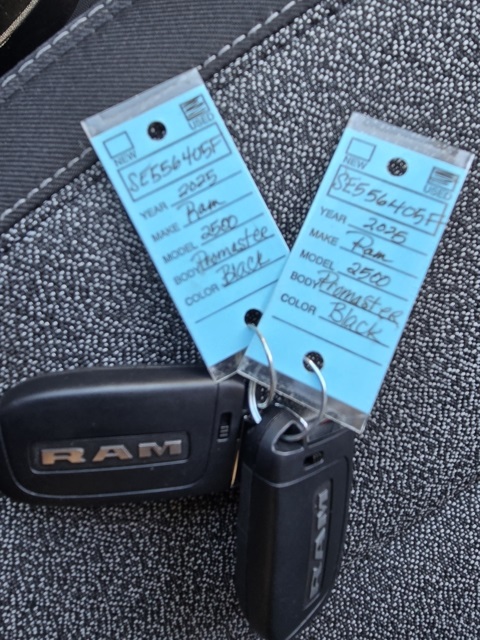 NEW USED
SE556405F
YEAR 2025
MAKE Ram
MODEL 2500
BODY Promaster
COLOR Black
NEW USED
SE556405F
YEAR 2025
MAKE Ram
MODEL 2500
BODY Promaster
COLOR Black
RAM
RAM